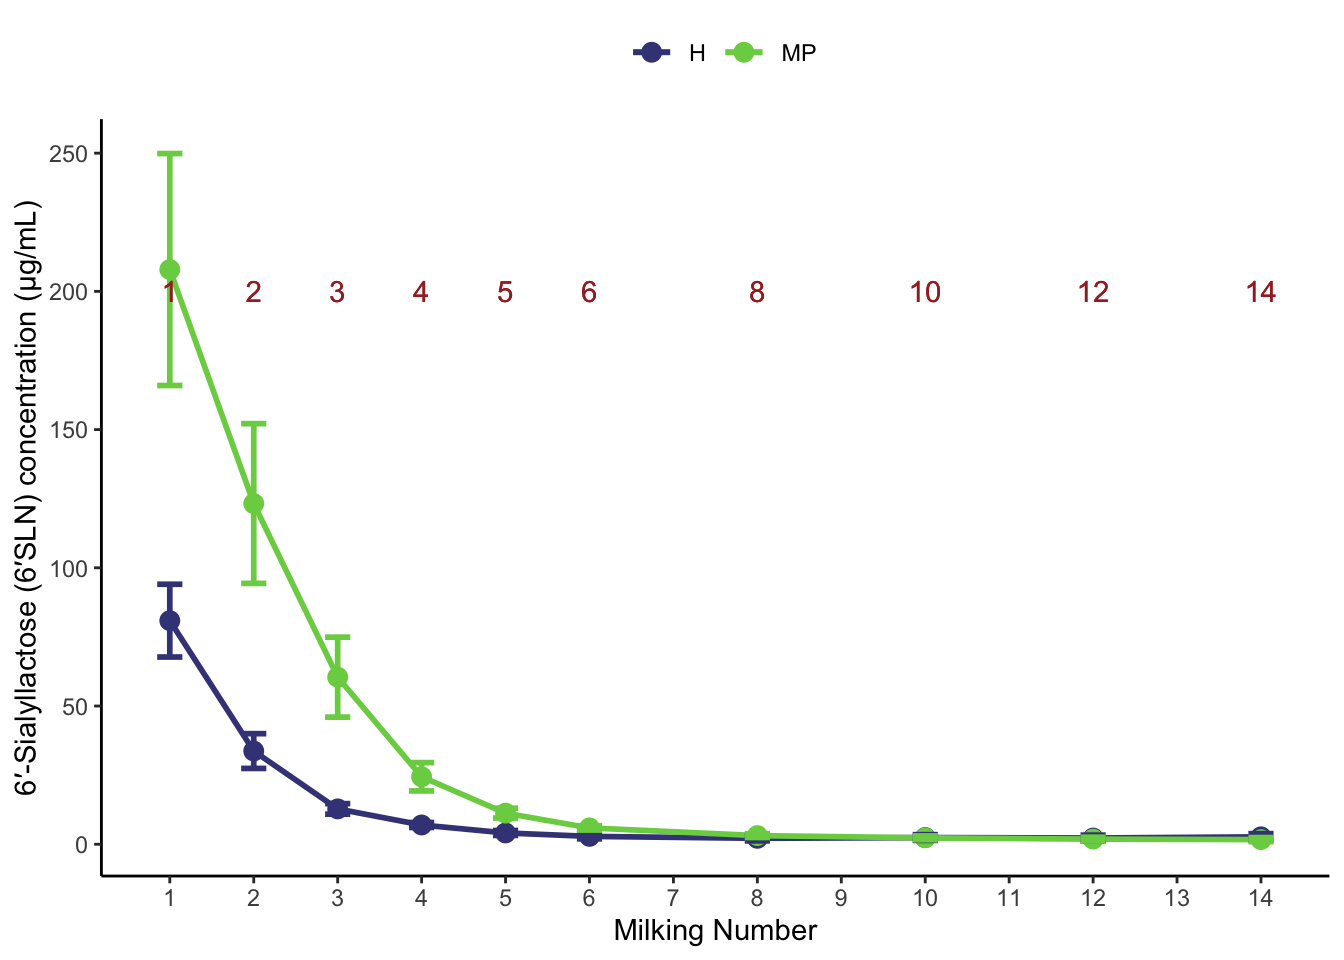 H MP
6′-Sialyllactose (6′SLN) concentration (µg/mL)
250
200
150
100
50
0
1 2 3 4 5 6 8 10 12 14
1 2 3 4 5 6 7 8 9 10 11 12 13 14
Milking Number